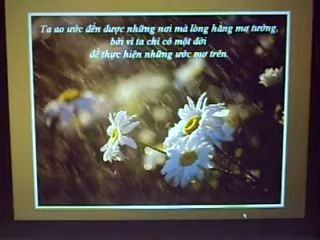 Ta ao ước đến được những nơi mà lòng hằng mơ tưởng,
bởi vì ta chỉ có một đời
để thực hiện những ước mơ trên.